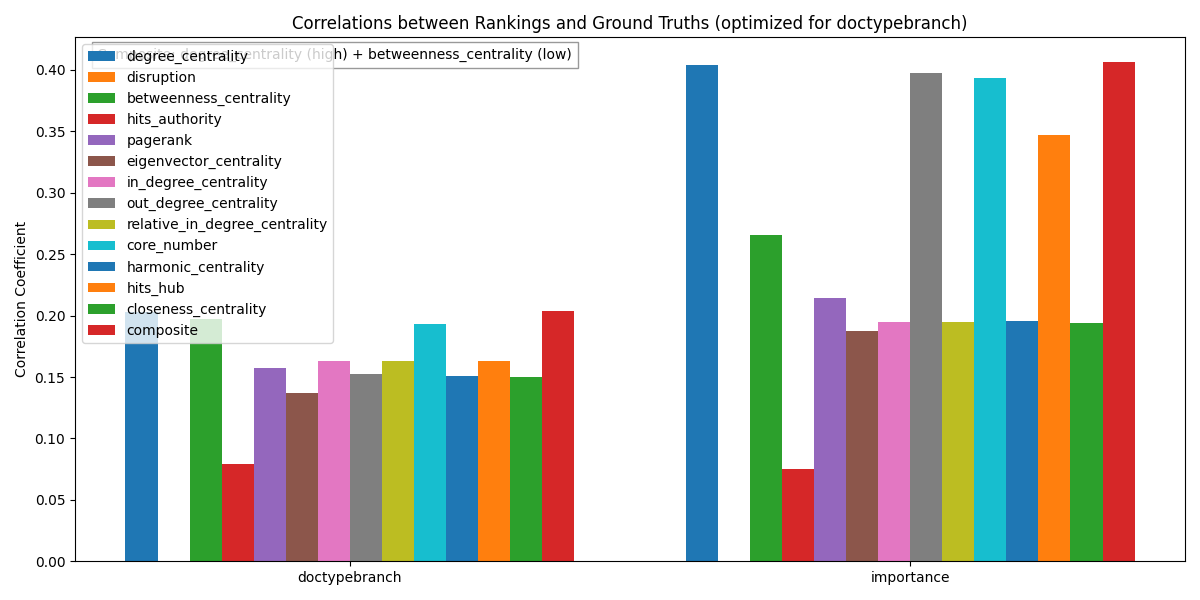 Correlations between Rankings and Ground Truths (optimized for doctypebranch)
Composite: degree_centrality (high) + betweenness_centrality (low)
degree_centrality
disruption
betweenness_centrality
hits_authority
pagerank
eigenvector_centrality
in_degree_centrality
out_degree_centrality
relative_in_degree_centrality
core_number
harmonic_centrality
hits_hub
closeness_centrality
composite
Correlation Coefficient
0.40
0.35
0.30
0.25
0.20
0.15
0.10
0.05
0.00
doctypebranch
importance